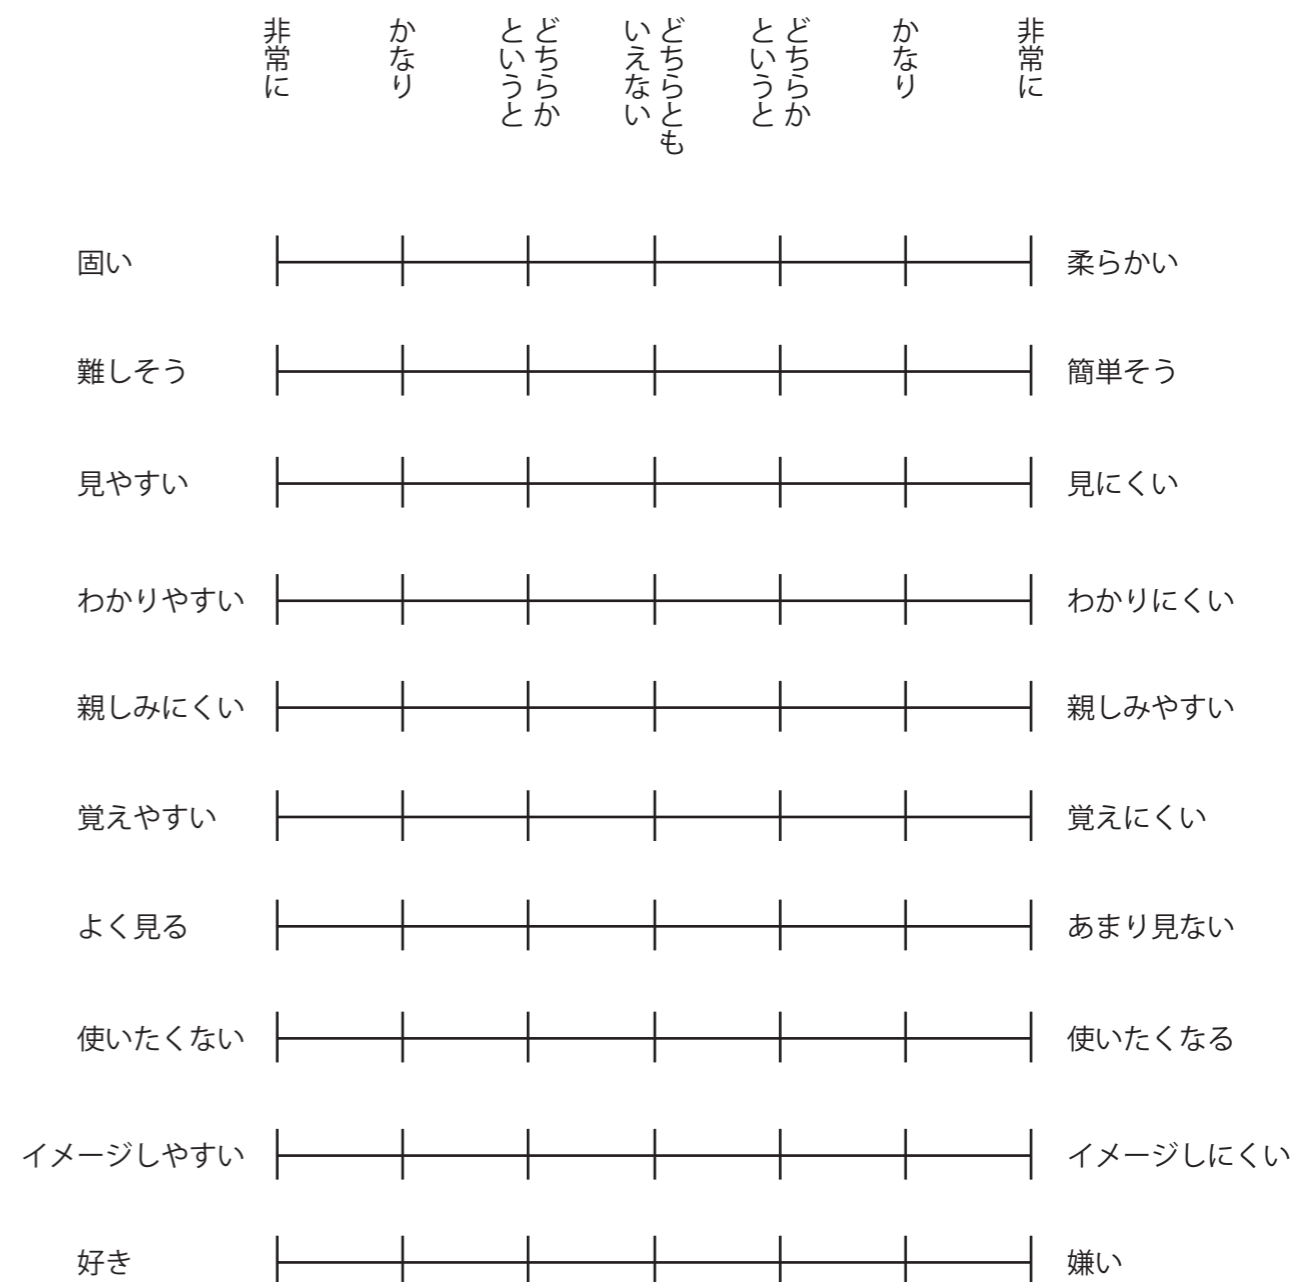 非常に
かなり
どちらか
というと
どちらとも
いえない
どちらか
というと
かなり
非常に
固い
柔らかい
難しそう
簡単そう
見やすい
見にくい
わかりやすい
わかりにくい
親しみにくい
親しみやすい
覚えやすい
覚えにくい
よく見る
あまり見ない
使いたくない
使いたくなる
イメージしやすい
イメージしにくい
好き
嫌い